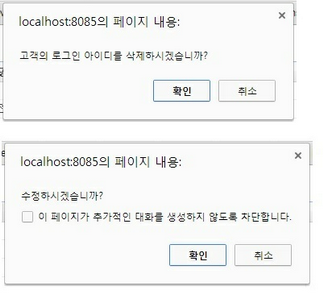 localhost:8085의 페이지 내용:
고객의 로그인 아이디를 삭제하시겠습니까?
확인
취소
localhost:8085의 페이지 내용:
수정하시겠습니까?
이 페이지가 추가적인 대화를 생성하지 않도록 차단합니다.
확인
취소